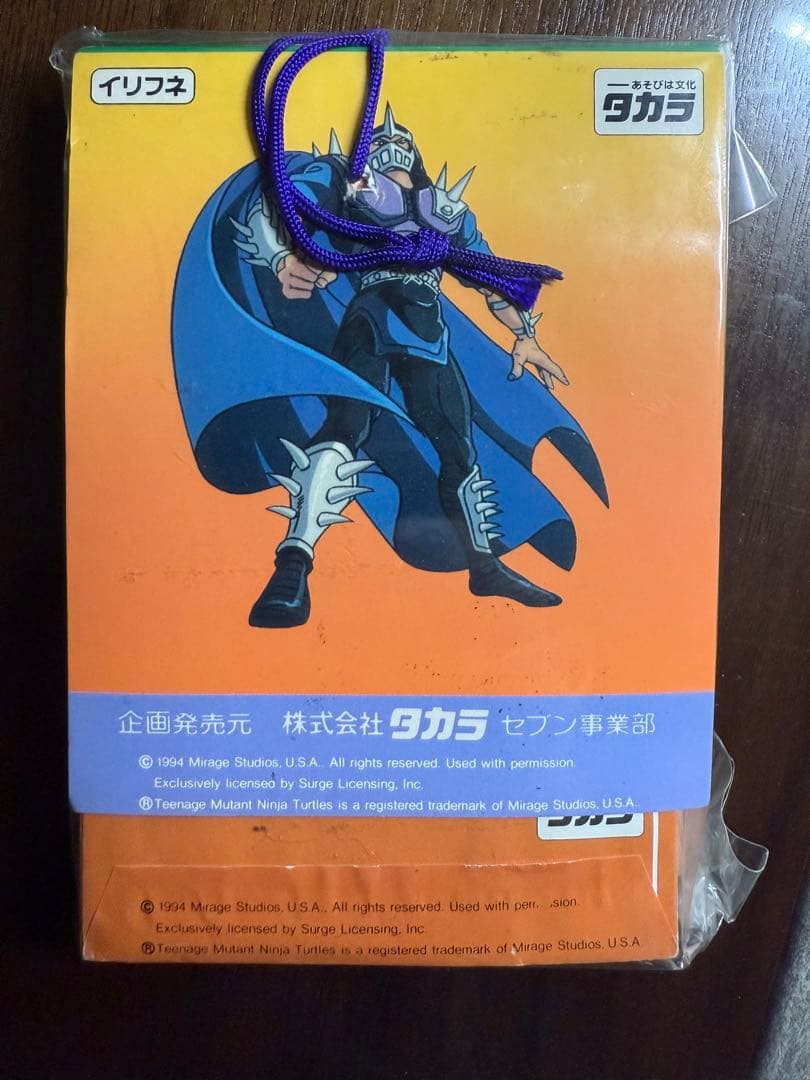 イリフネ
あそびは文化
タカラ
企画発売元 株式会社 タカラ セブン事業部
© 1994 Mirage Studios, U.S.A.. All rights reserved. Used with permission.
Exclusively licensed by Surge Licensing, Inc.
® Teenage Mutant Ninja Turtles is a registered trademark of Mirage Studios, U.S.A..
タカラ
© 1994 Mirage Studios, U.S.A.. All rights reserved. Used with
Exclusively licensed by Surge Licensing, Inc.
® Teenage Mutant Ninja Turtles is a registered trademark of Mirage Studios, U.S.A.